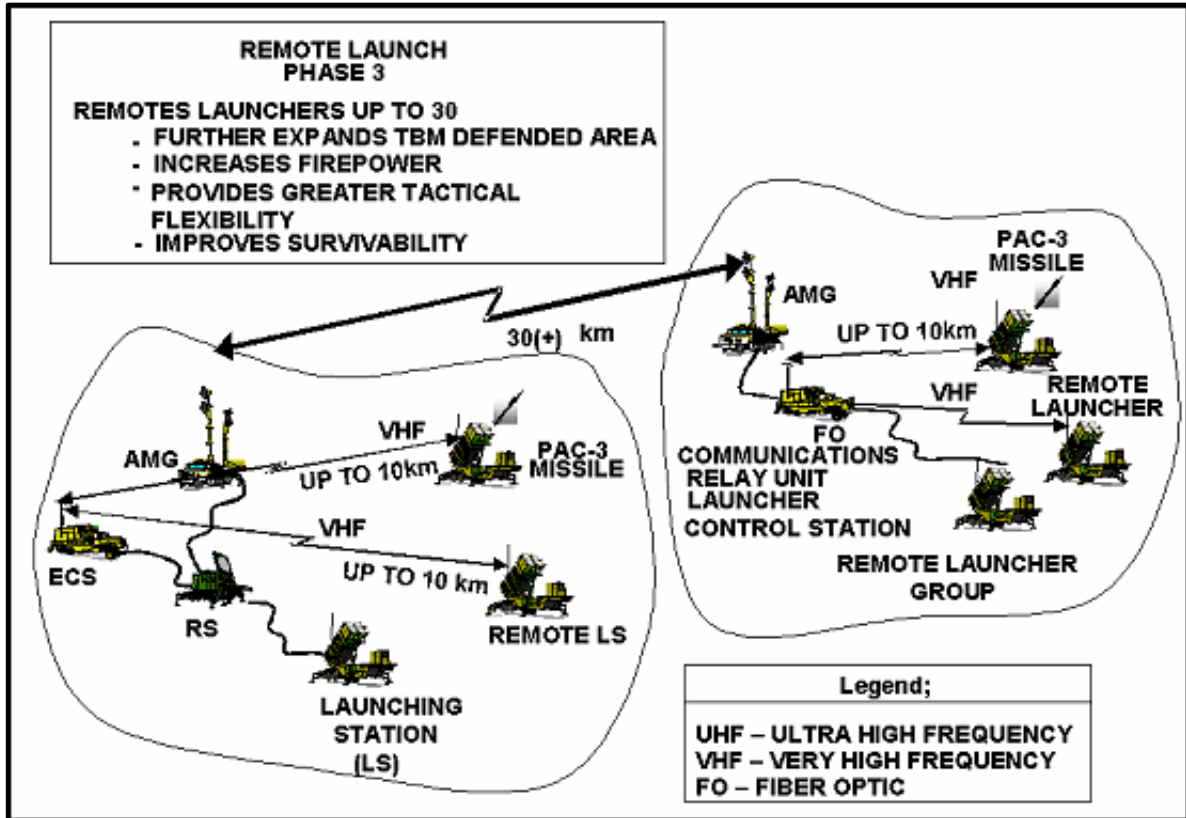 REMOTE LAUNCH
PHASE 3
REMOTES LAUNCHERS UP TO 30
- FURTHER EXPANDS TBM DEFENDED AREA
- INCREASES FIREPOWER
- PROVIDES GREATER TACTICAL
FLEXIBILITY
- IMPROVES SURVIVABILITY
30(+) km
AMG
VHF
UP TO 10km
PAC-3
MISSILE
VHF
UP TO 10 km
ECS
RS
REMOTE LS
LAUNCHING
STATION
(LS)
AMG
VHF
PAC-3
MISSILE
UP TO 10km
VHF
REMOTE
LAUNCHER
FO
COMMUNICATIONS
RELAY UNIT
LAUNCHER
CONTROL STATION
REMOTE LAUNCHER
GROUP
Legend;
UHF – ULTRA HIGH FREQUENCY
VHF – VERY HIGH FREQUENCY
FO – FIBER OPTIC